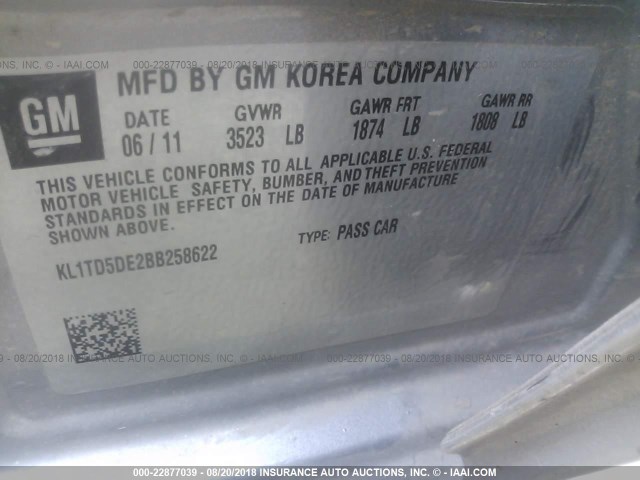 000-22877039 - 08/20/2018 INSURANCE AUTO AUCTIONS, INC. - © - IAAI.COM
GM
MFD BY GM KOREA COMPANY
DATE GVWR GAWR FRT GAWR RR
06/11 3523 LB 1874 LB 1808 LB
THIS VEHICLE CONFORMS TO ALL APPLICABLE U.S. FEDERAL
MOTOR VEHICLE SAFETY, BUMBER, AND THEFT PREVENTION
STANDARDS IN EFFECT ON THE DATE OF MANUFACTURE
SHOWN ABOVE.
KL1TD5DE2BB258622 TYPE: PASS CAR
000-22877039 - 08/20/2018 INSURANCE AUTO AUCTIONS, INC. - © - IAAI.COM
000-22877039 - 08/20/2018 INSURANCE AUTO AUCTIONS, INC. - © - IAAI.COM